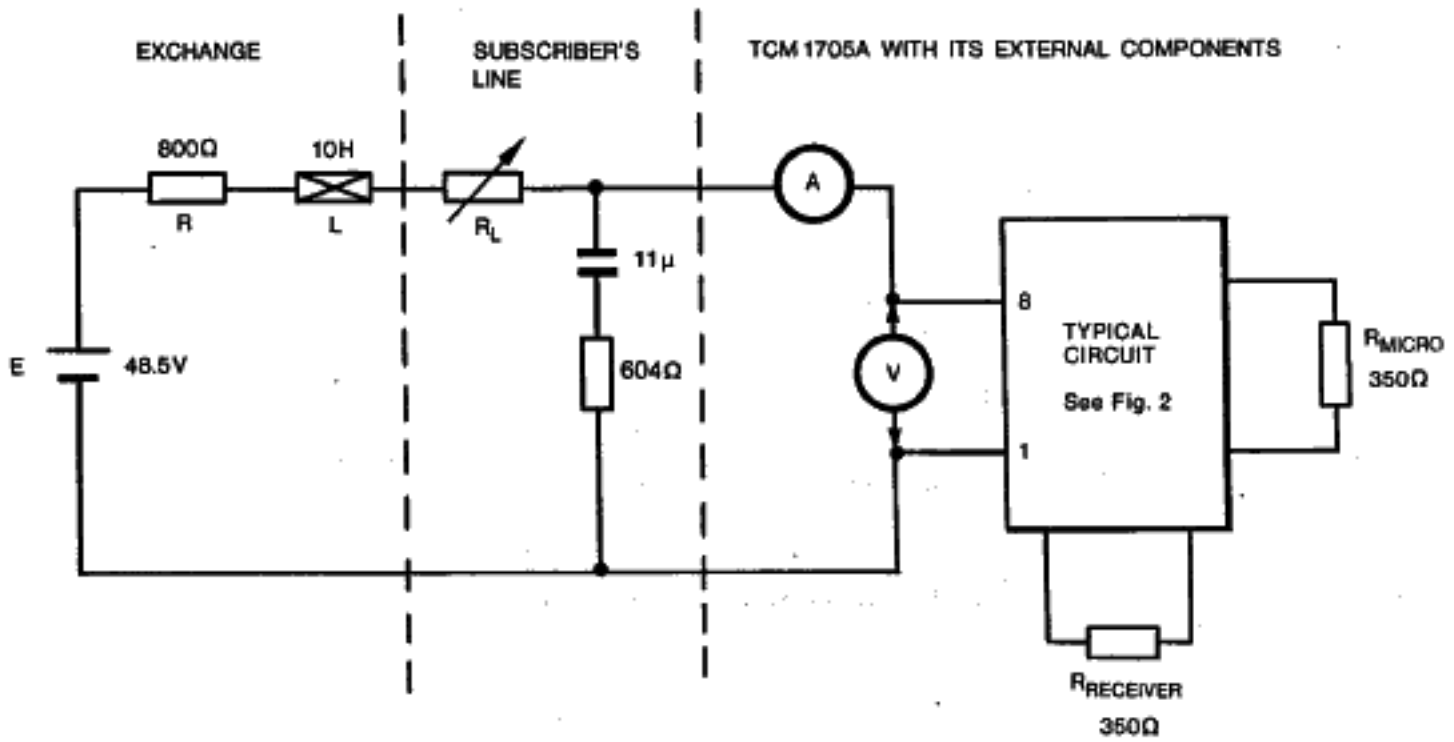 EXCHANGE
SUBSCRIBER'S
LINE
TCM 1705A WITH ITS EXTERNAL COMPONENTS
800Ω
10H
R
L
R_L
A
11μ
8
TYPICAL
CIRCUIT
See Fig. 2
R_MICRO
350Ω
E
48.5V
604Ω
V
1
R_RECEIVER
350Ω